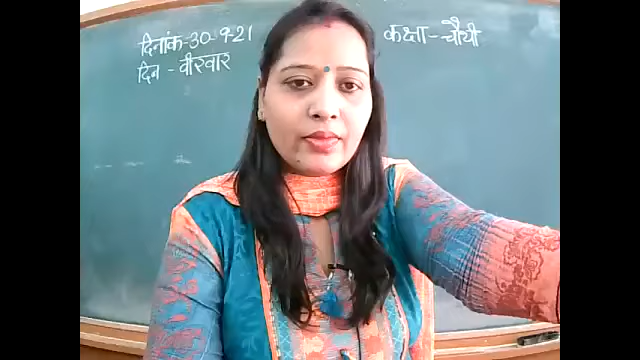 दिनांक-30-9-21
दिन - वीरवार
कक्षा - चौथी